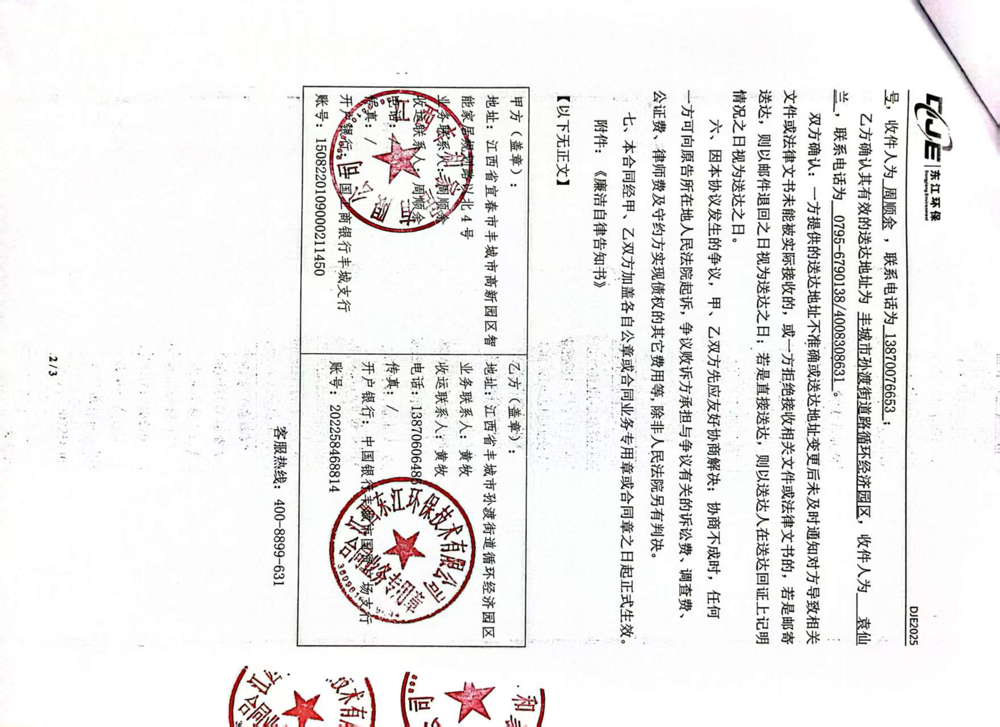 DJE 东江环保
Dongjiang Environment
DJE2025
号，收件人为 周顺余 ，联系电话为 13870076653 ；
乙方确认其有效的送达地址为 丰城市孙渡街道路循环经济园区，收件人为 袁仙
兰，联系电话为 0795-6790138/4008308631 。
双方确认：一方提供的送达地址不准确或送达地址变更后未及时通知对方导致相关
文件或法律文书未能被实际接收的，或一方拒绝接收相关文件或法律文书的，若是邮寄
送达，则以邮件退回之日视为送达之日；若是直接送达，则以送达人在送达回证上记明
情况之日视为送达之日。
六、因本协议发生的争议，甲、乙双方先应友好协商解决；协商不成时，任何
一方可向原告所在地人民法院起诉，争议败诉方承担与争议有关的诉讼费、调查费、
公证费、律师费及守约方实现债权的其它费用等，除非人民法院另有判决。
七、本合同经甲、乙双方加盖各自公章或合同业务专用章或合同章之日起正式生效。
附件：《廉洁自律告知书》
【以下无正文】
甲方（盖章）：
地址：江西省宜春市丰城市高新园区智
能家居规划路以北4号
业务联系人：周顺余
收运联系人：周顺余
电话：/
传真：/
开户银行：中国工商银行丰城支行
账号：1508220109000211450
乙方（盖章）：
地址：江西省丰城市孙渡街道循环经济园区
业务联系人：黄牧
收运联系人：黄牧
电话：13870606485
传真：/
开户银行：中国银行丰城市国 场支行
账号：202258468814
江西东江环保技术有限公司
合同业务专用章
客服热线：400-8899-631
2/3
技术有
合同业
和
司